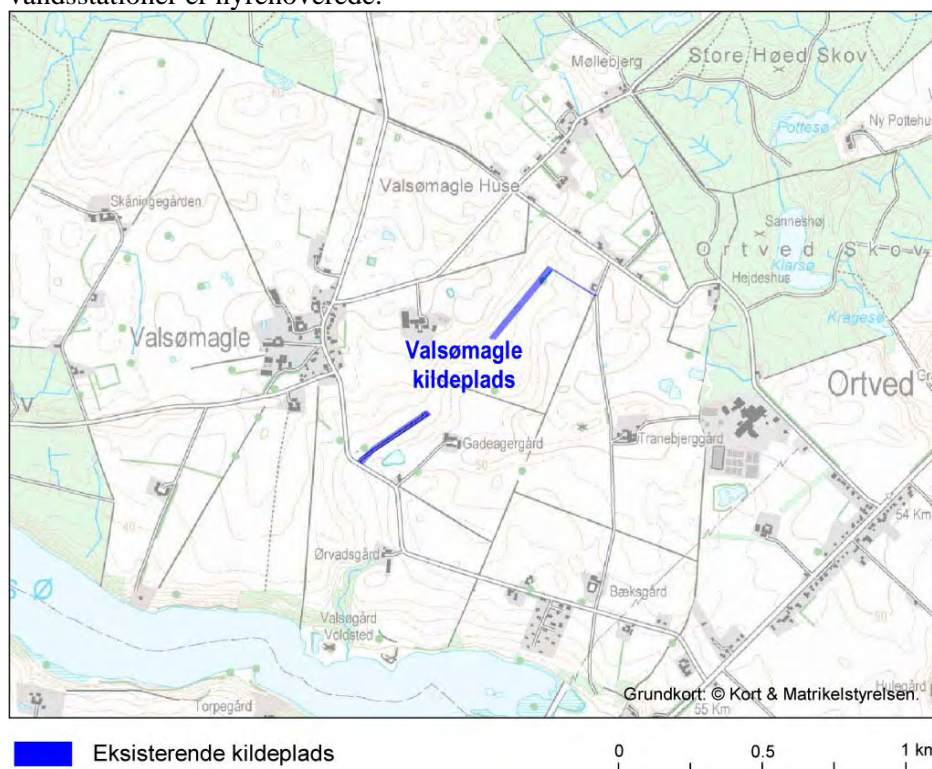 vandsstationer er nyrenoverede.
Møllebjerg
Store Høed Skov
Pottesø
Ny Pottehu
Valsømagle Huse
Skåningegården
Sanneshøj
Ortved Skov
Klarsø
Hejdeshus
Kragesø
Valsømagle
Valsømagle
kildeplads
Ortved
Gr
V
Gadeagergård
Tranebjerggård
50
54 Km
40
Ørvadsgård
S Ø
Bæksgård
50
Valsøgård
Voldsted
Hulegård
Grundkort: © Kort & Matrikelstyrelsen.
Torpegård
55 Km
Eksisterende kildeplads
0 0.5 1 km